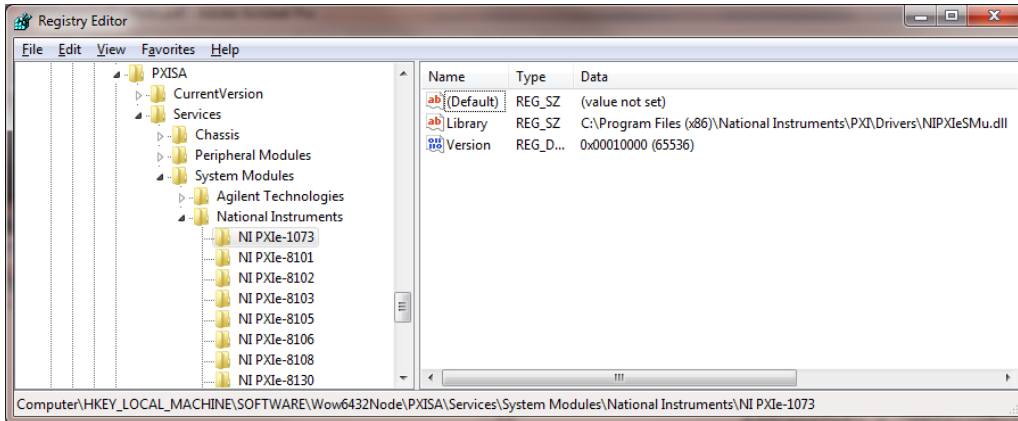 Registry Editor
File Edit View Favorites Help
PXISA
CurrentVersion
Services
Chassis
Peripheral Modules
System Modules
Agilent Technologies
National Instruments
NI PXIe-1073
NI PXIe-8101
NI PXIe-8102
NI PXIe-8103
NI PXIe-8105
NI PXIe-8106
NI PXIe-8108
NI PXIe-8130
Name Type Data
(Default) REG_SZ (value not set)
Library REG_SZ C:\Program Files (x86)\National Instruments\PXI\Drivers\NIPXIeSMu.dll
Version REG_D... 0x00010000 (65536)
Computer\HKEY_LOCAL_MACHINE\SOFTWARE\Wow6432Node\PXISA\Services\System Modules\National Instruments\NI PXIe-1073